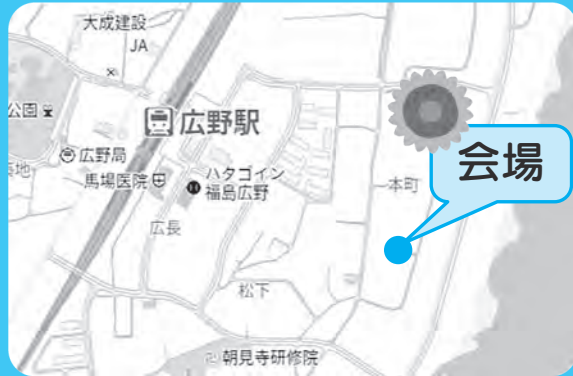 大成建設
JA
公園
広野駅
広野局
馬場医院
ハタゴイン
福島広野
会場
本町
広長
松下
朝見寺研修院